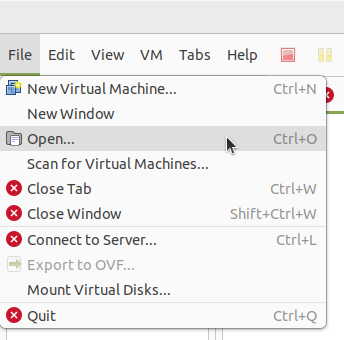 File Edit View VM Tabs Help
New Virtual Machine... Ctrl+N
New Window
Open... Ctrl+O
Scan for Virtual Machines...
Close Tab Ctrl+W
Close Window Shift+Ctrl+W
Connect to Server... Ctrl+L
Export to OVF...
Mount Virtual Disks...
Quit Ctrl+Q